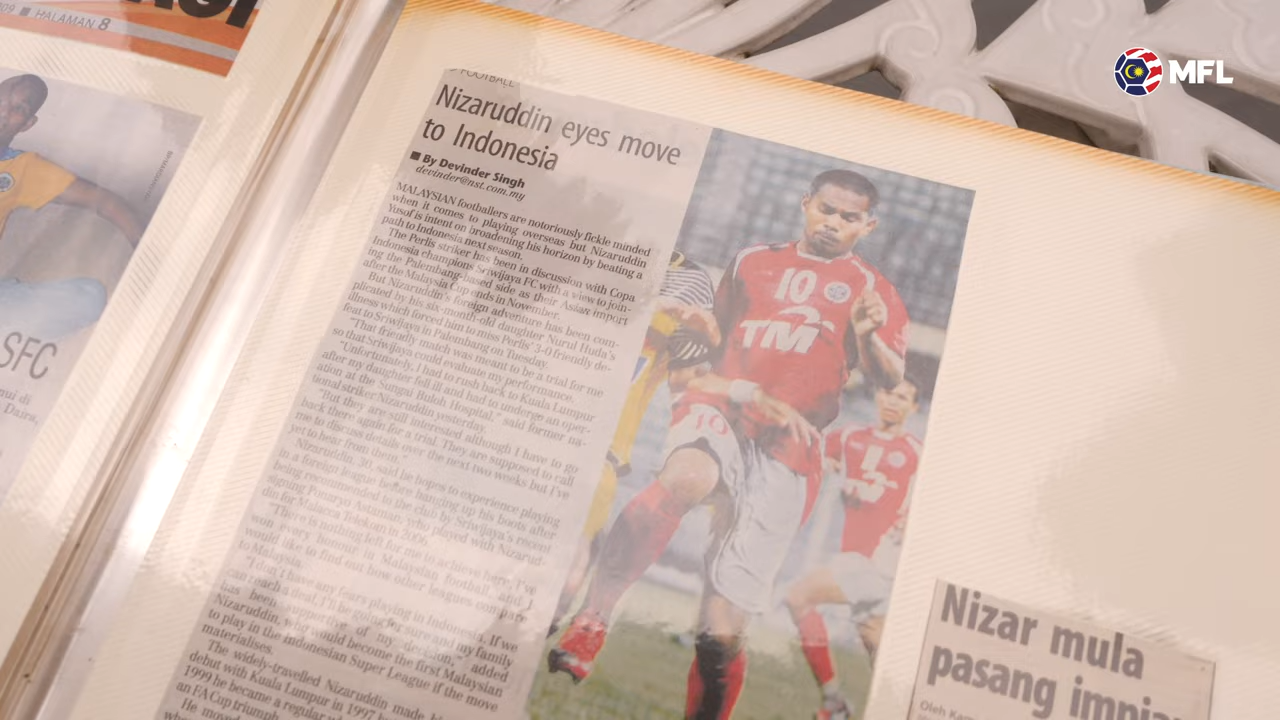 09 ■ HALAMAN 8
SFC
mui di
Daira,
FOOTBALL
Nizaruddin eyes move
to Indonesia
■ By Devinder Singh
devinder@nst.com.my
MALAYSIAN footballers are notoriously fickle minded
when it comes to playing overseas but Nizaruddin
Yusof is intent on broadening his horizon by beating a
path to Indonesia next season.
The Perlis striker has been in discussion with Copa
Indonesia champions Sriwijaya FC with a view to join-
ing the Palembang-based side as their Asian import
after the Malaysia Cup ends in November.
But Nizaruddin's foreign adventure has been com-
plicated by his six-month-old daughter Nurul Huda's
illness which forced him to miss Perlis' 3-0 friendly de-
feat to Sriwijaya in Palembang on Tuesday.
"That friendly match was meant to be a trial for me
so that Sriwijaya could evaluate my performance.
"Unfortunately, I had to rush back to Kuala Lumpur
after my daughter fell ill and had to undergo an oper-
ation at the Sungai Buloh Hospital," said former na-
tional striker Nizaruddin yesterday.
"But they are still interested although I have to go
back there again for a trial. They are supposed to call
me to discuss details over the next two weeks but I've
yet to hear from them."
Nizaruddin, 30, said he hopes to experience playing
in a foreign league before hanging up his boots after
being recommended to the club by Sriwijaya's recent
signing Ponaryo Astaman, who played with Nizarud-
din for Malacca Telekom in 2006.
"There is nothing left for me to achieve here. I've
won every honour in Malaysian football, and I
would like to find out how other leagues compare
to Malaysia.
"I don't have any fears playing in Indonesia. If we
can reach a deal, I'll be going for sure and my family
has been supportive of my decision," added
Nizaruddin, who would become the first Malaysian
to play in the Indonesian Super League if the move
materialises.
The widely-travelled Nizaruddin made his
debut with Kuala Lumpur in 1997
1999 he became a regular
an FA Cup triumph
He moved
10
TM
10
TM
Nizar mula
pasang impia
Oleh Kam
MFL